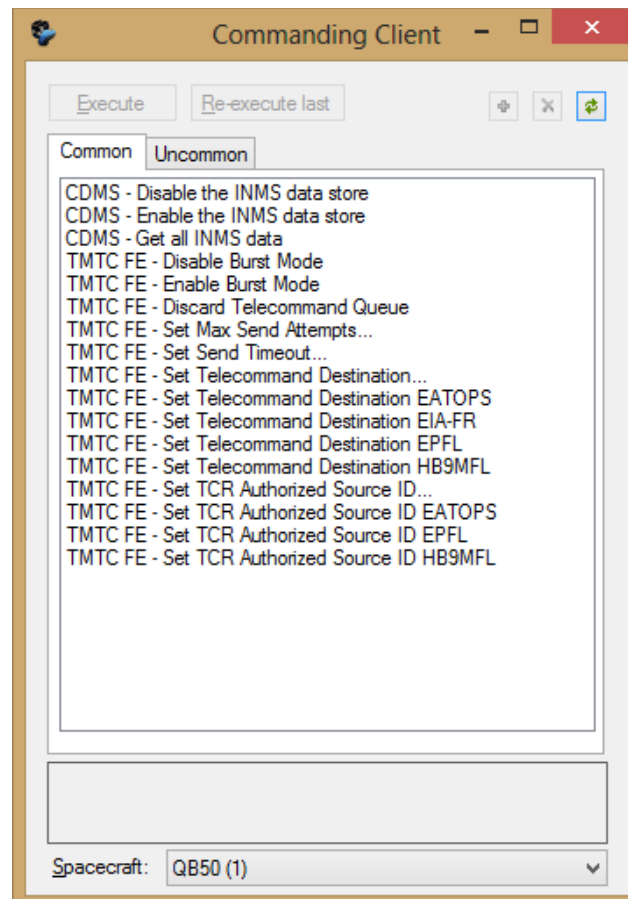 Commanding Client
Execute
Re-execute last
Common
Uncommon
CDMS - Disable the INMS data store
CDMS - Enable the INMS data store
CDMS - Get all INMS data
TMTC FE - Disable Burst Mode
TMTC FE - Enable Burst Mode
TMTC FE - Discard Telecommand Queue
TMTC FE - Set Max Send Attempts...
TMTC FE - Set Send Timeout...
TMTC FE - Set Telecommand Destination...
TMTC FE - Set Telecommand Destination EATOPS
TMTC FE - Set Telecommand Destination EIA-FR
TMTC FE - Set Telecommand Destination EPFL
TMTC FE - Set Telecommand Destination HB9MFL
TMTC FE - Set TCR Authorized Source ID...
TMTC FE - Set TCR Authorized Source ID EATOPS
TMTC FE - Set TCR Authorized Source ID EPFL
TMTC FE - Set TCR Authorized Source ID HB9MFL
Spacecraft: QB50 (1)